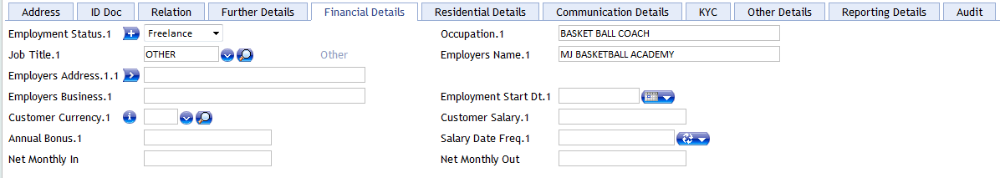 Address ID Doc Relation Further Details Financial Details Residential Details Communication Details KYC Other Details Reporting Details Audit
Employment Status.1 Freelance Occupation.1 BASKET BALL COACH
Job Title.1 OTHER Other Employers Name.1 MJ BASKETBALL ACADEMY
Employers Address.1.1
Employers Business.1 Employment Start Dt.1
Customer Currency.1 Customer Salary.1
Annual Bonus.1 Salary Date Freq.1
Net Monthly In Net Monthly Out